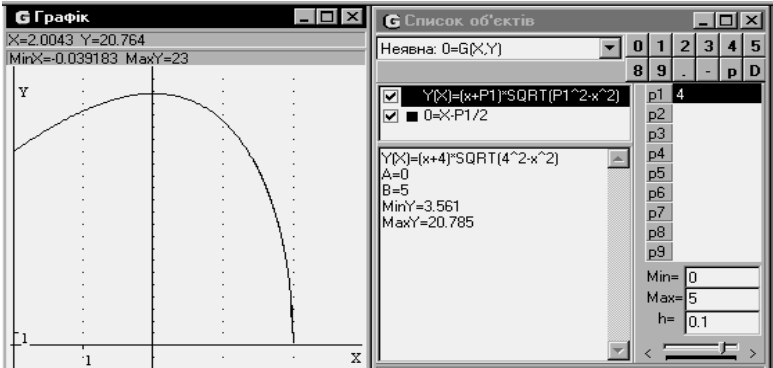 G Графік
X=2.0043 Y=20.764
MinX=-0.039183 MaxY=23
Y
1
1
X
G Список об'єктів
Неявна: 0=G(X,Y)
0 1 2 3 4 5
8 9 . - p D
Y(X)=(x+P1)*SQRT(P1^2-x^2)
0=X-P1/2
Y(X)=(x+4)*SQRT(4^2-x^2)
A=0
B=5
MinY=3.561
MaxY=20.785
p1 4
p2
p3
p4
p5
p6
p7
p8
p9
Min= 0
Max= 5
h= 0.1
< >